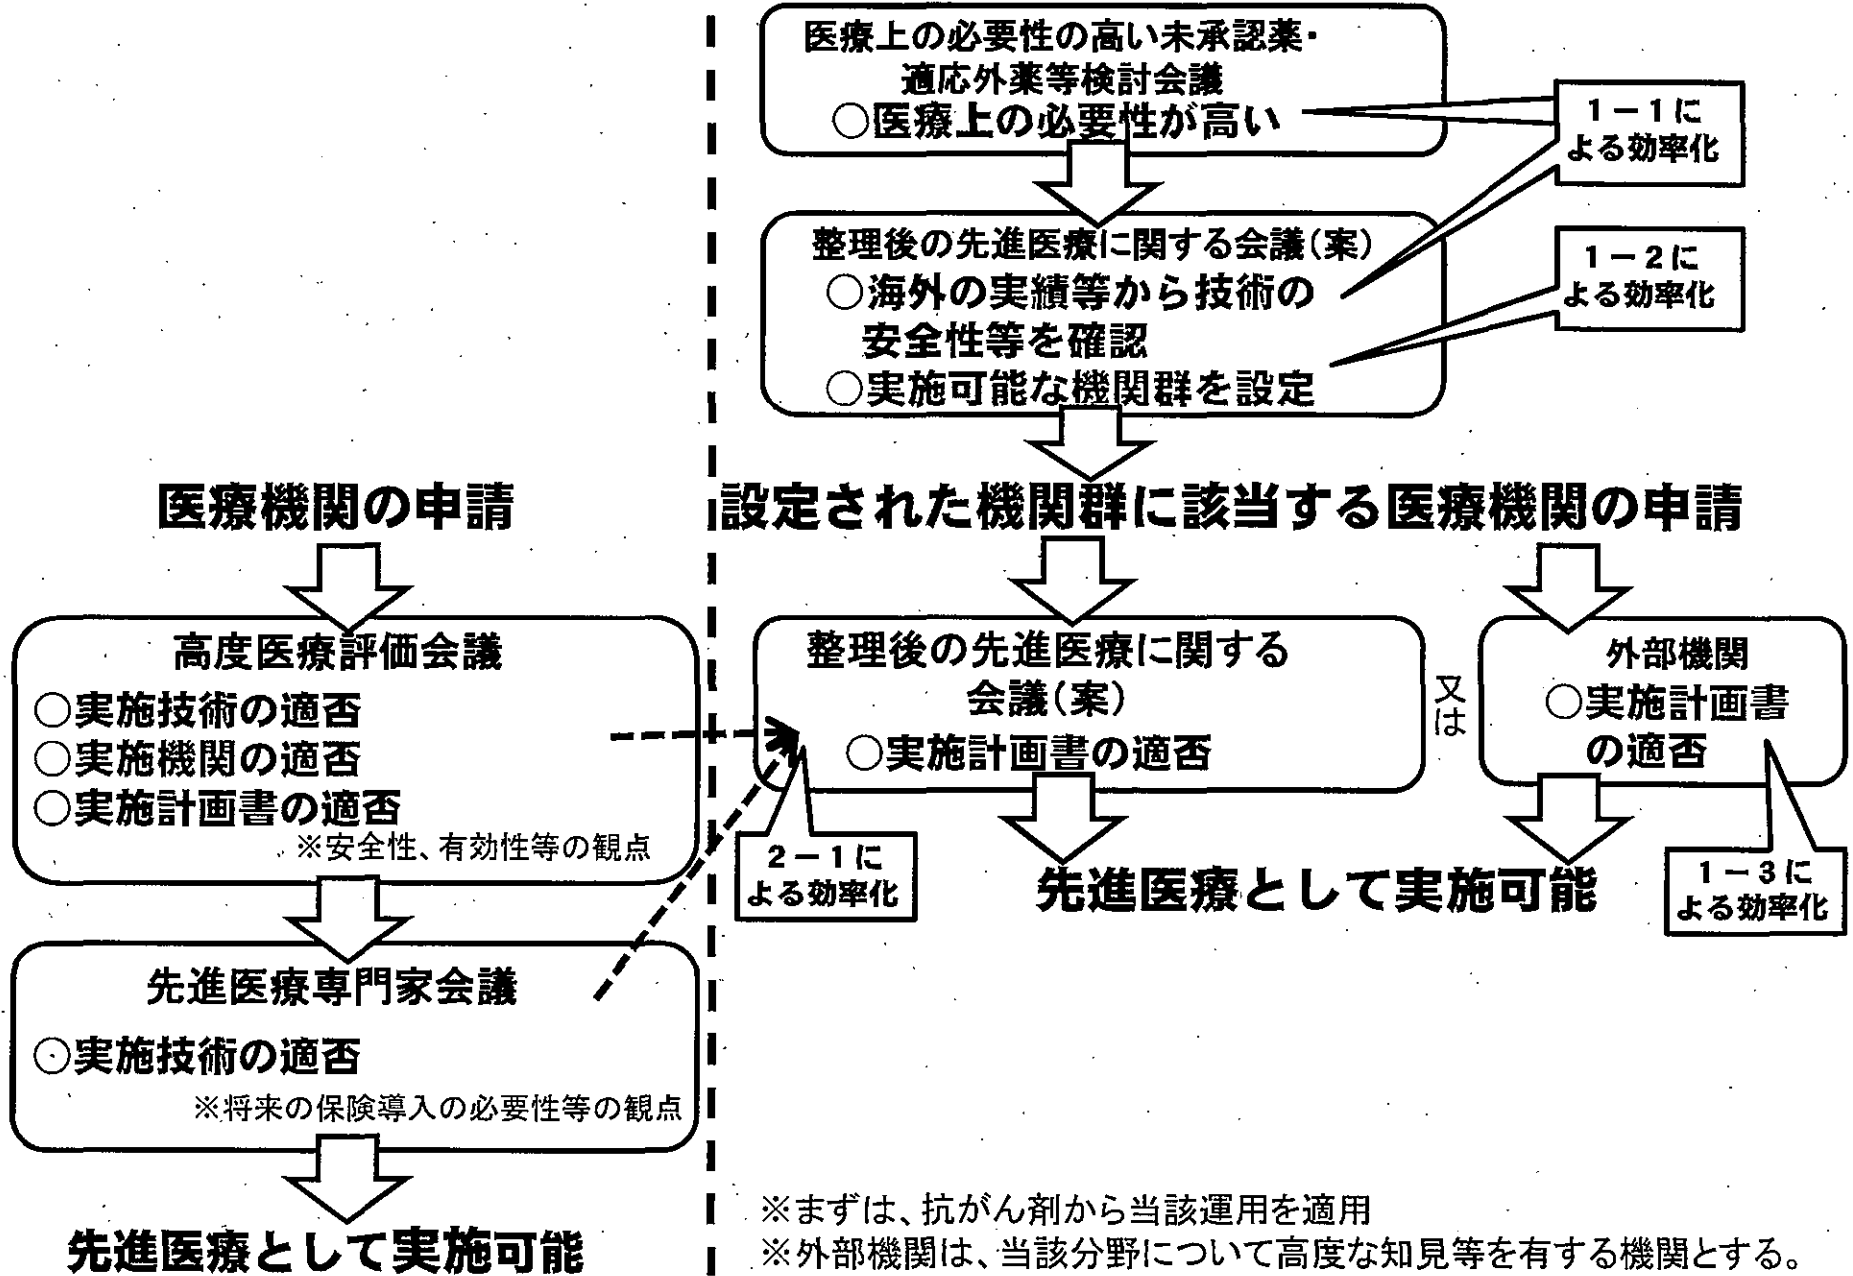 医療機関の申請
高度医療評価会議
○実施技術の適否
○実施機関の適否
○実施計画書の適否
※安全性、有効性等の観点
先進医療専門家会議
○実施技術の適否
※将来の保険導入の必要性等の観点
先進医療として実施可能
医療上の必要性の高い未承認薬・
適応外薬等検討会議
○医療上の必要性が高い
1－1に
よる効率化
整理後の先進医療に関する会議(案)
○海外の実績等から技術の
安全性等を確認
○実施可能な機関群を設定
1－2に
よる効率化
設定された機関群に該当する医療機関の申請
整理後の先進医療に関する
会議(案)
○実施計画書の適否
又は
外部機関
○実施計画書
の適否
2－1に
よる効率化
1－3に
よる効率化
先進医療として実施可能
※まずは、抗がん剤から当該運用を適用
※外部機関は、当該分野について高度な知見等を有する機関とする。